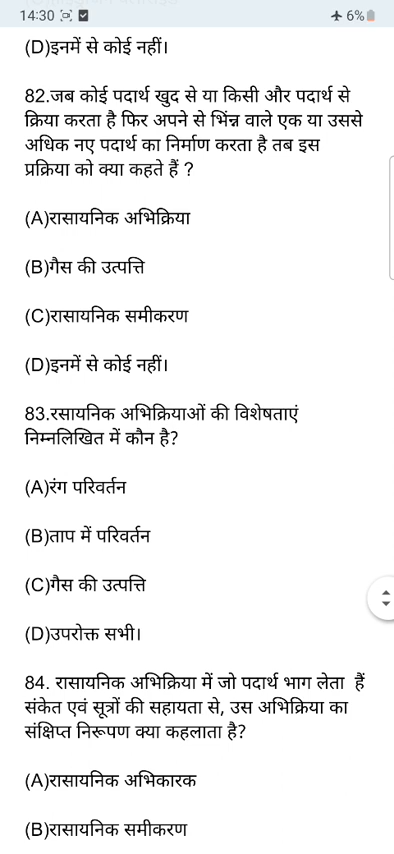 14:30
6%
(D)इनमें से कोई नहीं।
82.जब कोई पदार्थ खुद से या किसी और पदार्थ से
क्रिया करता है फिर अपने से भिंन्न वाले एक या उससे
अधिक नए पदार्थ का निर्माण करता है तब इस
प्रक्रिया को क्या कहते हैं ?
(A)रासायनिक अभिक्रिया
(B)गैस की उत्पत्ति
(C)रासायनिक समीकरण
(D)इनमें से कोई नहीं।
83.रसायनिक अभिक्रियाओं की विशेषताएं
निम्नलिखित में कौन है?
(A)रंग परिवर्तन
(B)ताप में परिवर्तन
(C)गैस की उत्पत्ति
(D)उपरोक्त सभी।
84. रासायनिक अभिक्रिया में जो पदार्थ भाग लेता हैं
संकेत एवं सूत्रों की सहायता से, उस अभिक्रिया का
संक्षिप्त निरूपण क्या कहलाता है?
(A)रासायनिक अभिकारक
(B)रासायनिक समीकरण